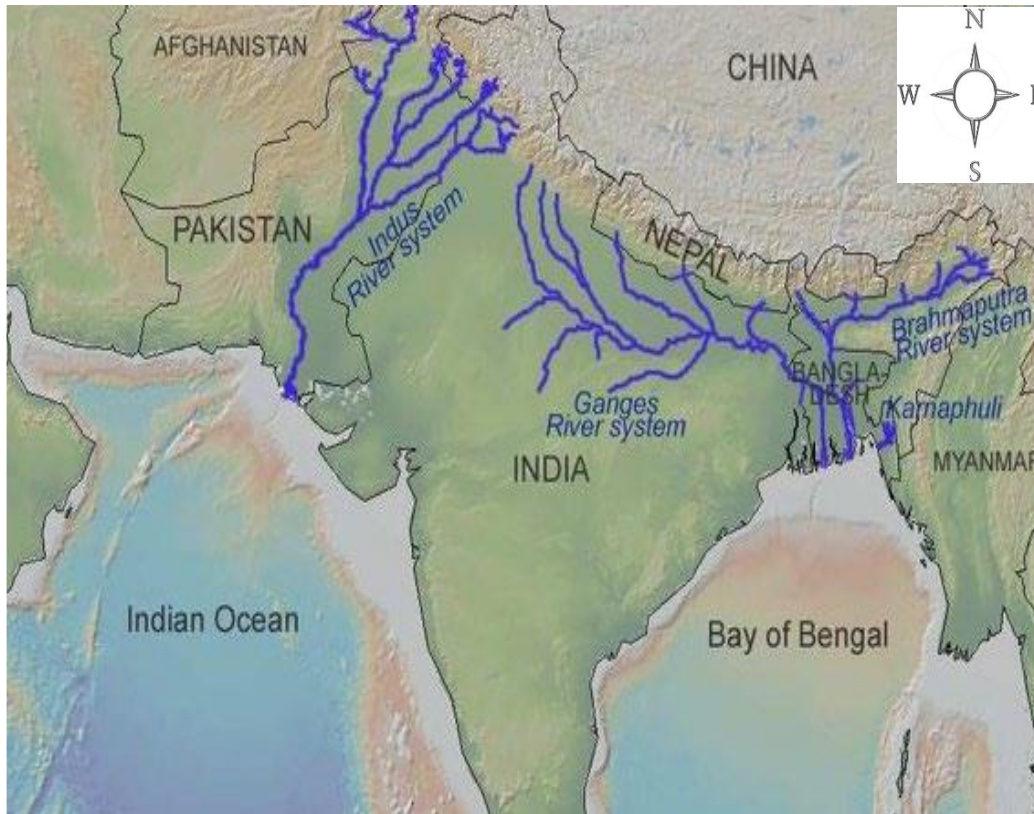 AFGHANISTAN
CHINA
N
W
S
PAKISTAN
Indus
River system
NEPAL
Brahmaputra
River system
BANGLA-
DESH
Ganges
River system
Karnaphuli
INDIA
MYANMAR
Indian Ocean
Bay of Bengal